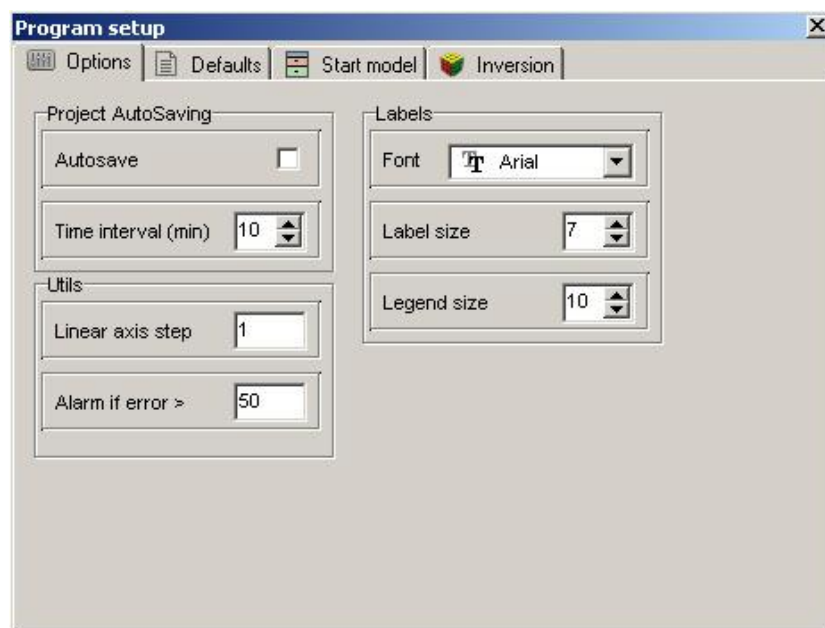 Program setup
Options
Defaults
Start model
Inversion
Project AutoSaving
Autosave
Time interval (min) 10
Utils
Linear axis step 1
Alarm if error > 50
Labels
Font Arial
Label size 7
Legend size 10